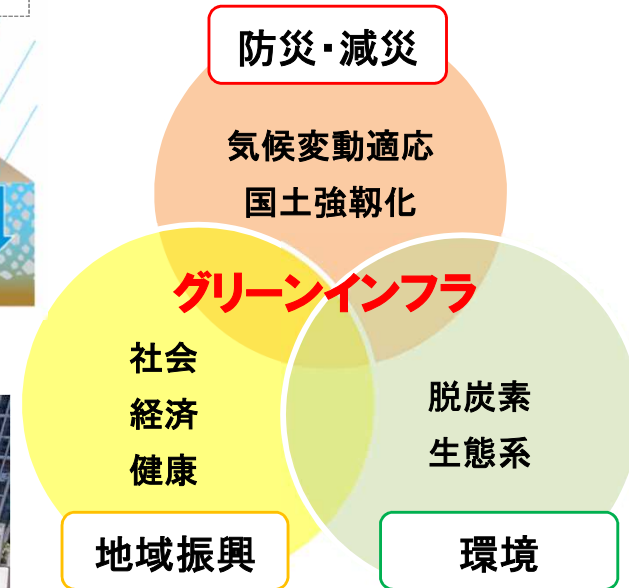 防災・減災
気候変動適応
国土強靱化
グリーンインフラ
社会
経済
健康
脱炭素
生態系
地域振興
環境